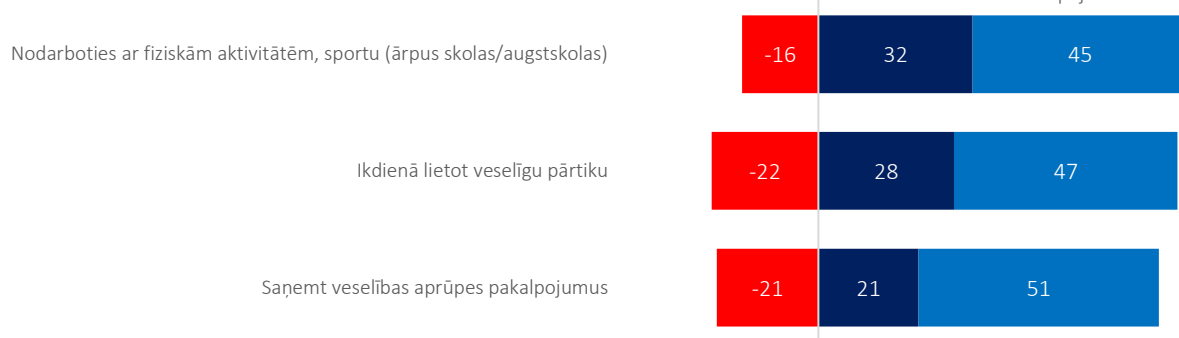 Nodarboties ar fiziskām aktivitātēm, sportu (ārpus skolas/augstskolas)
-16 32 45
Ikdienā lietot veselīgu pārtiku
-22 28 47
Saņemt veselības aprūpes pakalpojumus
-21 21 51